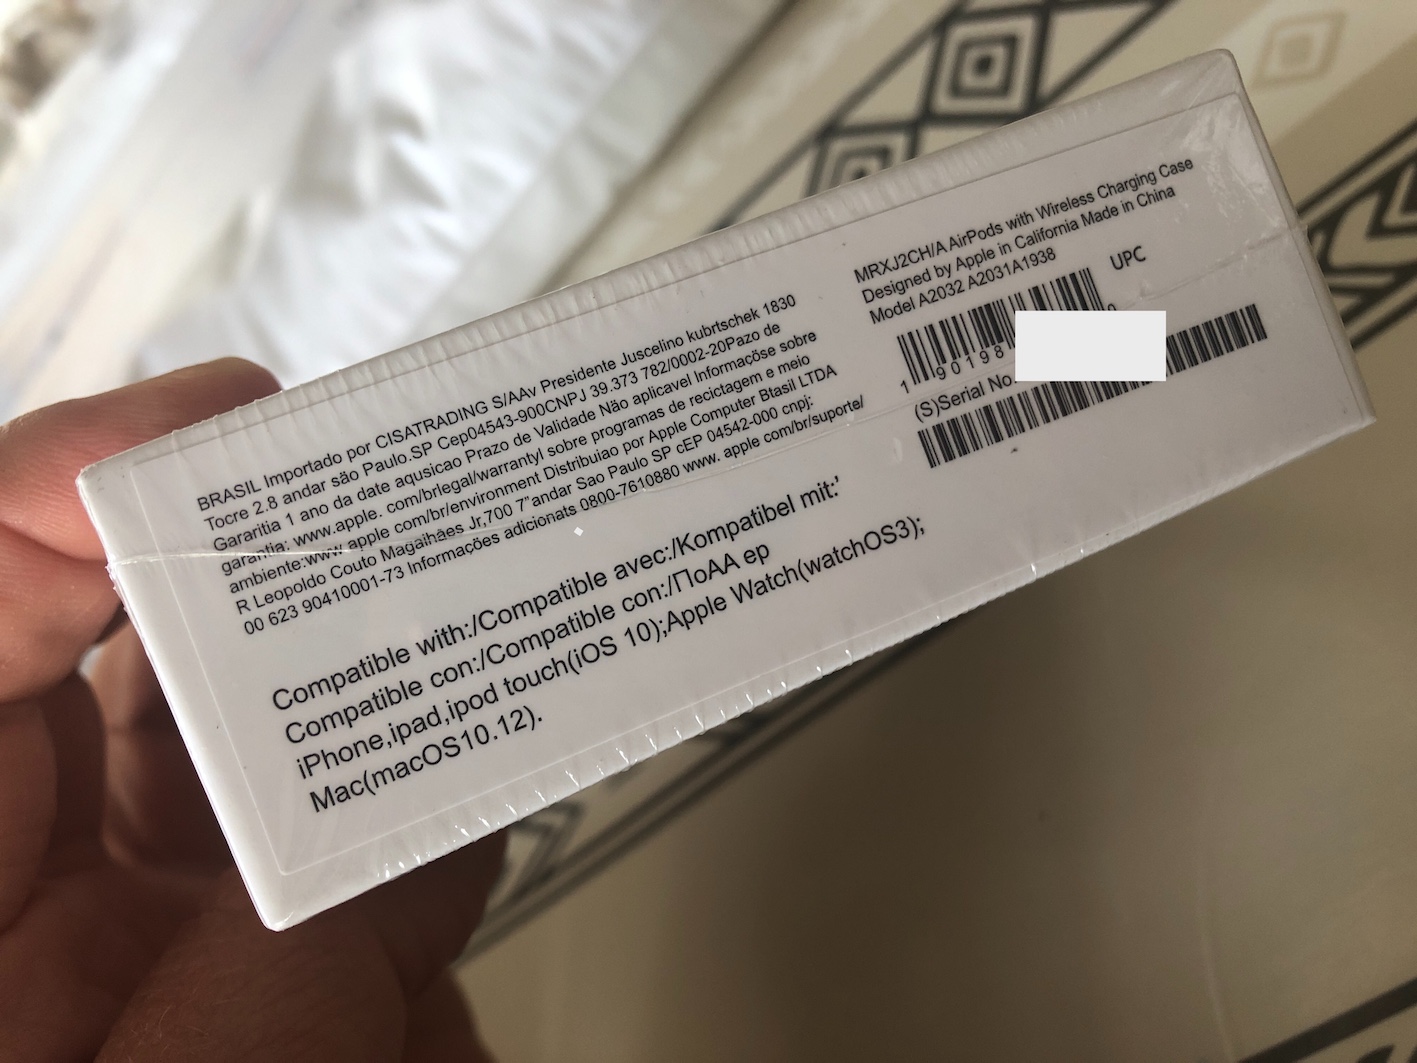 BRASIL Importado por CISATRADING S/AAv Presidente Juscelino kubrtschek 1830
Tocre 2.8 andar são Paulo.SP Cep04543-900CNPJ 39.373 782/0002-20Pazo de
Gararitia 1 ano da date aqusicao Prazo de Validade Não aplicavel Informaçõse sobre
garantia: www.apple. com/brlegal/warrantyl sobre programas de recictagem e meio
ambiente:www apple com/br/environment Distribuiao por Apple Computer Btasil LTDA
R Leopoldo Couto Magaihães Jr,700 7"andar Sao Paulo SP cEP 04542-000 cnpj:
00 623 90410001-73 Informações adicionats 0800-7610880 www. apple com/br/suporte/
Compatible with:/Compatible avec:/Kompatibel mit:'
Compatible con:/Compatible con:/ПоAA ep
iPhone,ipad,ipod touch(iOS 10);Apple Watch(watchOS3);
Mac(macOS10.12).
MRXJ2CH/A AirPods with Wireless Charging Case
Designed by Apple in California Made in China
Model A2032 A2031A1938
UPC
1 90198 0
(S)Serial No